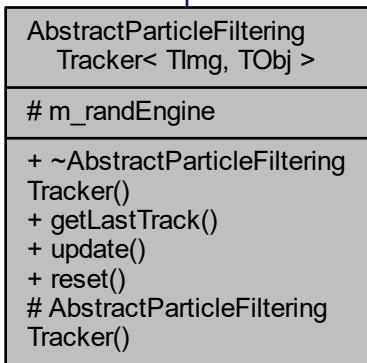 AbstractParticleFiltering
Tracker< TImg, TObj >
# m_randEngine
+ ~AbstractParticleFiltering
Tracker()
+ getLastTrack()
+ update()
+ reset()
# AbstractParticleFiltering
Tracker()